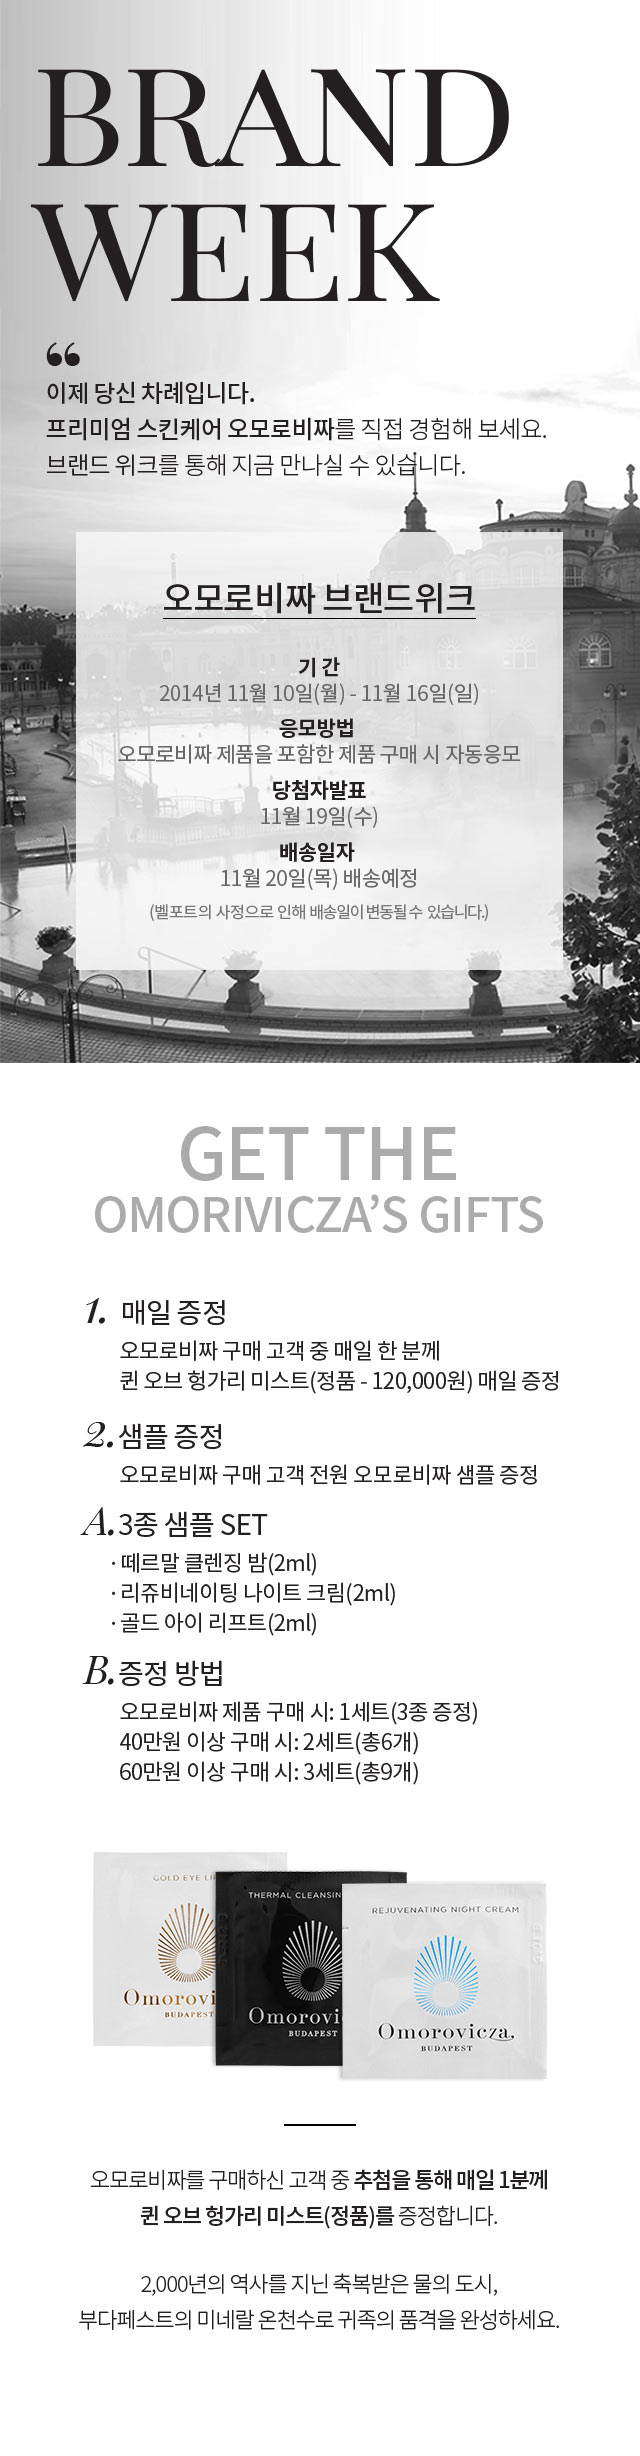 BRAND
WEEK
“
이제 당신 차례입니다.
프리미엄 스킨케어 오모로비짜를 직접 경험해 보세요.
브랜드 위크를 통해 지금 만나실 수 있습니다.
오모로비짜 브랜드위크
기 간
2014년 11월 10일(월) - 11월 16일(일)
응모방법
오모로비짜 제품을 포함한 제품 구매 시 자동응모
당첨자발표
11월 19일(수)
배송일자
11월 20일(목) 배송예정
(벨포트의 사정으로 인해 배송일이 변동될 수 있습니다.)
GET THE
OMORIVICZA’S GIFTS
1. 매일 증정
오모로비짜 구매 고객 중 매일 한 분께
퀸 오브 헝가리 미스트(정품 - 120,000원) 매일 증정
2. 샘플 증정
오모로비짜 구매 고객 전원 오모로비짜 샘플 증정
A. 3종 샘플 SET
· 떼르말 클렌징 밤(2ml)
· 리쥬비네이팅 나이트 크림(2ml)
· 골드 아이 리프트(2ml)
B. 증정 방법
오모로비짜 제품 구매 시: 1세트(3종 증정)
40만원 이상 구매 시: 2세트(총6개)
60만원 이상 구매 시: 3세트(총9개)
GOLD EYE LI
Omorovi
BUDAPEST
THERMAL CLEANSIN
Omorovi
BUDAPEST
REJUVENATING NIGHT CREAM
Omorovicza.
BUDAPEST
오모로비짜를 구매하신 고객 중 추첨을 통해 매일 1분께
퀸 오브 헝가리 미스트(정품)를 증정합니다.
2,000년의 역사를 지닌 축복받은 물의 도시,
부다페스트의 미네랄 온천수로 귀족의 품격을 완성하세요.